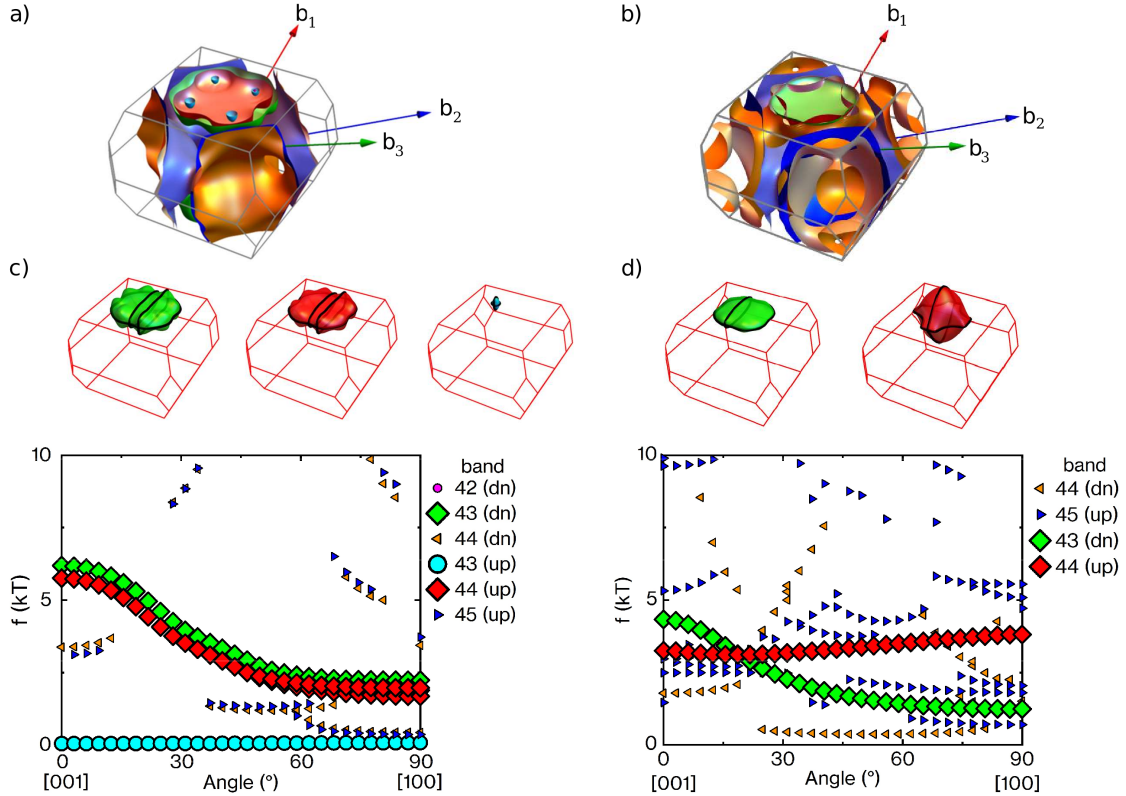 a)
b₁
b₂
b₃
b)
b₁
b₂
b₃
c)
d)
10
5
0
f (kT)
0
30
60
90
[001]
Angle (°)
[100]
band
42 (dn)
43 (dn)
44 (dn)
43 (up)
44 (up)
45 (up)
10
5
0
f (kT)
0
30
60
90
[001]
Angle (°)
[100]
band
44 (dn)
45 (up)
43 (dn)
44 (up)